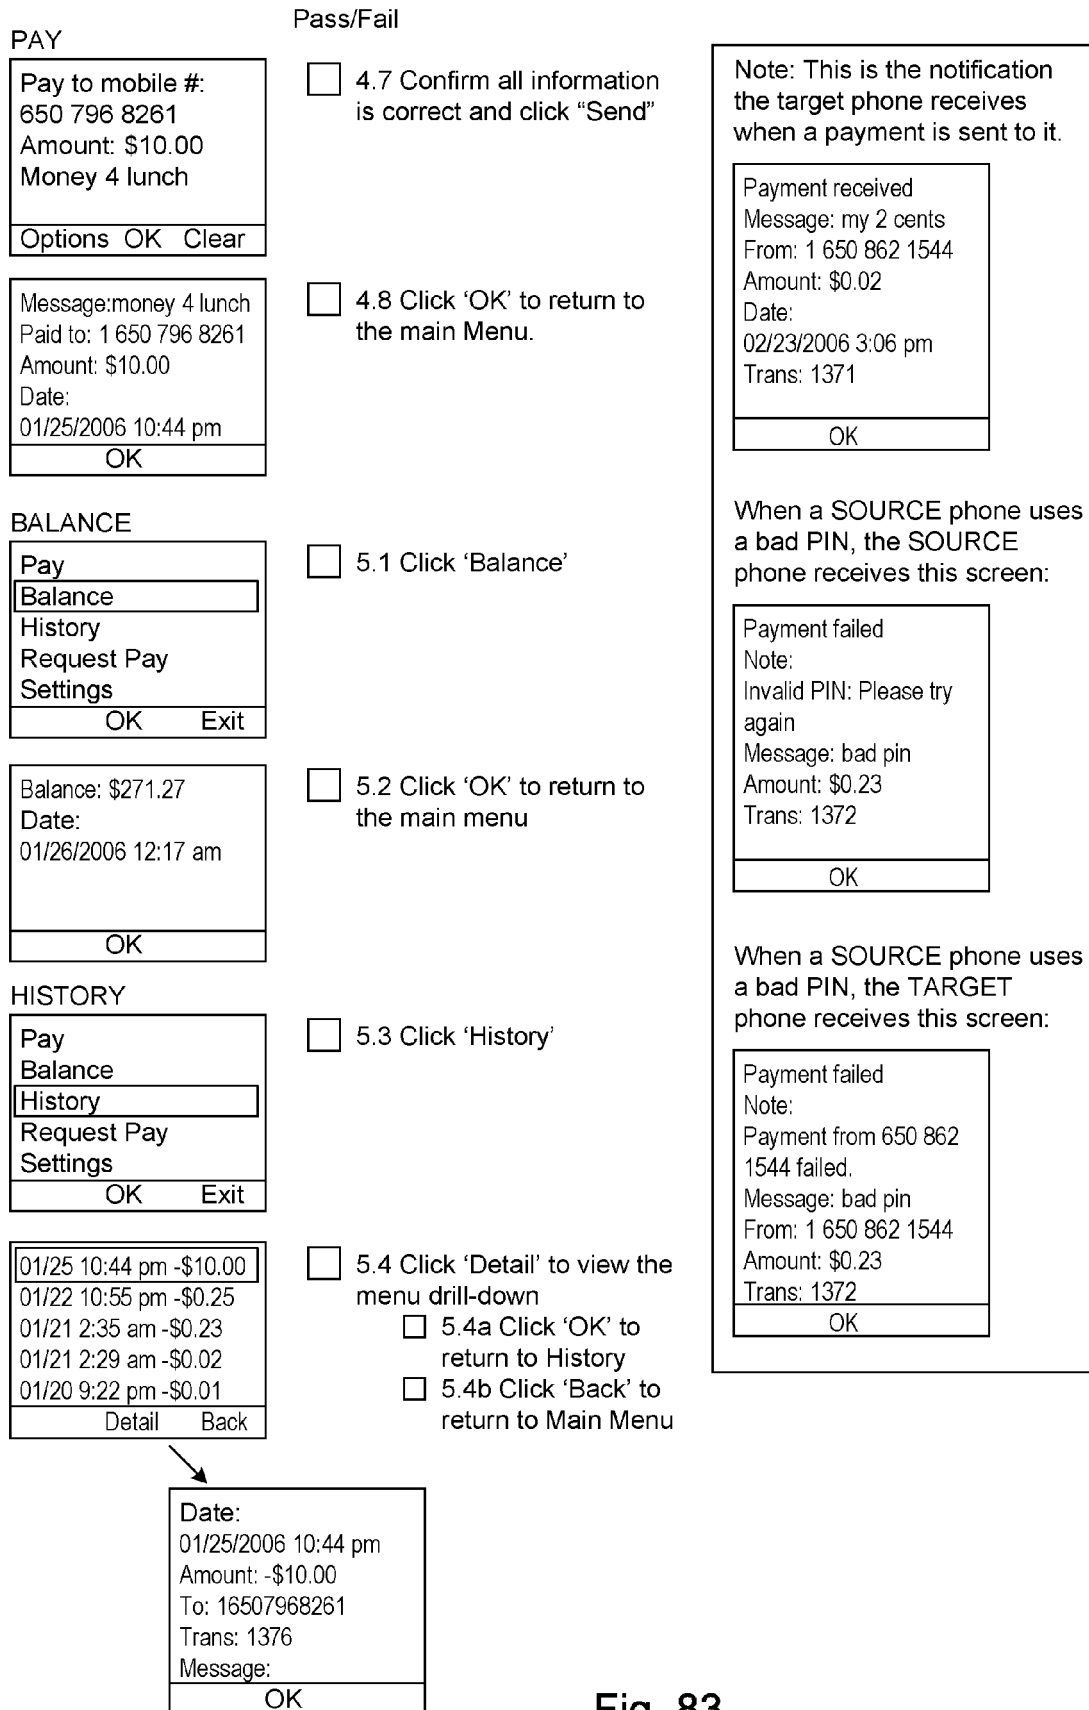 Pass/Fail
PAY
Pay to mobile #:
650 796 8261
Amount: $10.00
Money 4 lunch
Options OK Clear
4.7 Confirm all information
is correct and click “Send”
Message:money 4 lunch
Paid to: 1 650 796 8261
Amount: $10.00
Date:
01/25/2006 10:44 pm
OK
4.8 Click ‘OK’ to return to
the main Menu.
BALANCE
Pay
Balance
History
Request Pay
Settings
OK Exit
5.1 Click ‘Balance’
Balance: $271.27
Date:
01/26/2006 12:17 am
OK
5.2 Click ‘OK’ to return to
the main menu
HISTORY
Pay
Balance
History
Request Pay
Settings
OK Exit
5.3 Click ‘History’
01/25 10:44 pm -$10.00
01/22 10:55 pm -$0.25
01/21 2:35 am -$0.23
01/21 2:29 am -$0.02
01/20 9:22 pm -$0.01
Detail Back
5.4 Click ‘Detail’ to view the
menu drill-down
5.4a Click ‘OK’ to
return to History
5.4b Click ‘Back’ to
return to Main Menu
Date:
01/25/2006 10:44 pm
Amount: -$10.00
To: 16507968261
Trans: 1376
Message:
OK
Note: This is the notification
the target phone receives
when a payment is sent to it.
Payment received
Message: my 2 cents
From: 1 650 862 1544
Amount: $0.02
Date:
02/23/2006 3:06 pm
Trans: 1371
OK
When a SOURCE phone uses
a bad PIN, the SOURCE
phone receives this screen:
Payment failed
Note:
Invalid PIN: Please try
again
Message: bad pin
Amount: $0.23
Trans: 1372
OK
When a SOURCE phone uses
a bad PIN, the TARGET
phone receives this screen:
Payment failed
Note:
Payment from 650 862
1544 failed.
Message: bad pin
From: 1 650 862 1544
Amount: $0.23
Trans: 1372
OK
Fig. 83